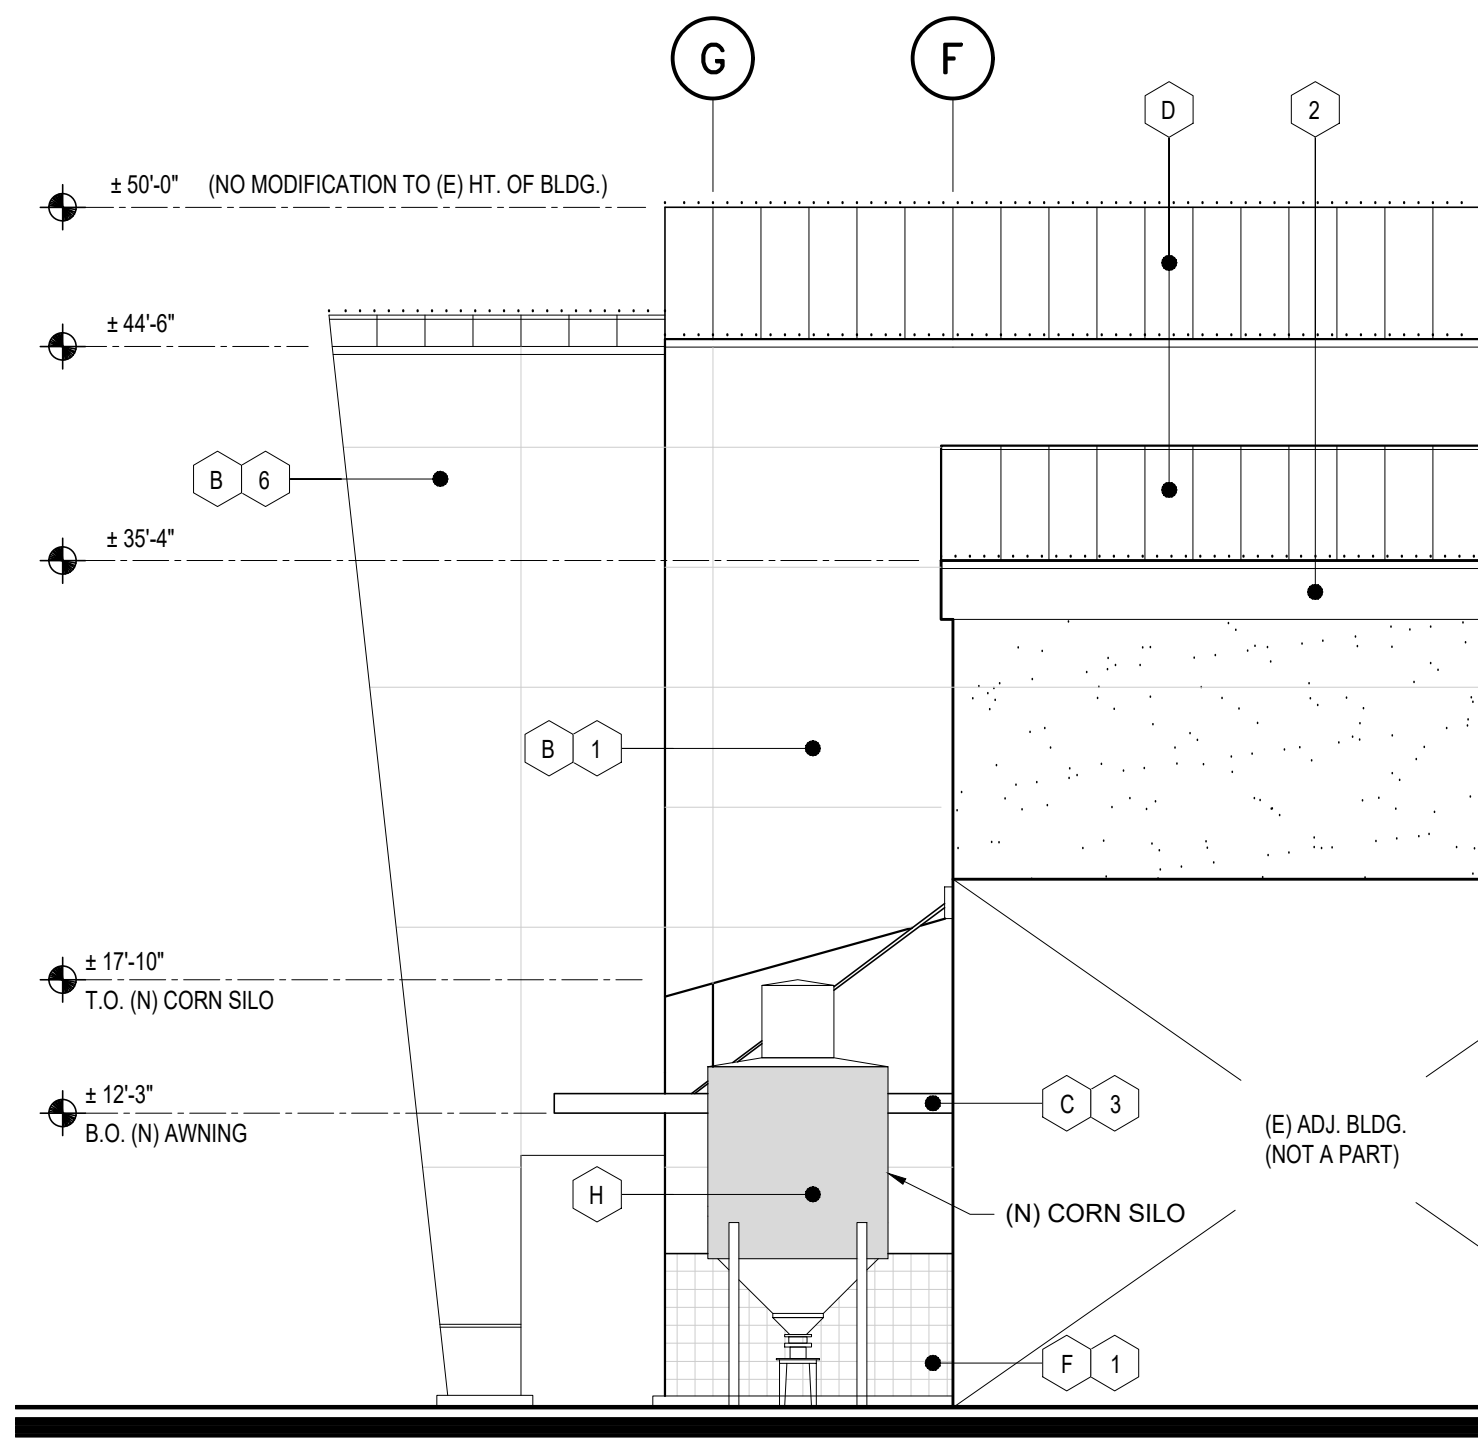 G
F
D
2
± 50'-0" (NO MODIFICATION TO (E) HT. OF BLDG.)
± 44'-6"
B 6
± 35'-4"
B 1
± 17'-10"
T.O. (N) CORN SILO
± 12'-3"
B.O. (N) AWNING
C 3
(E) ADJ. BLDG.
(NOT A PART)
H
(N) CORN SILO
F 1